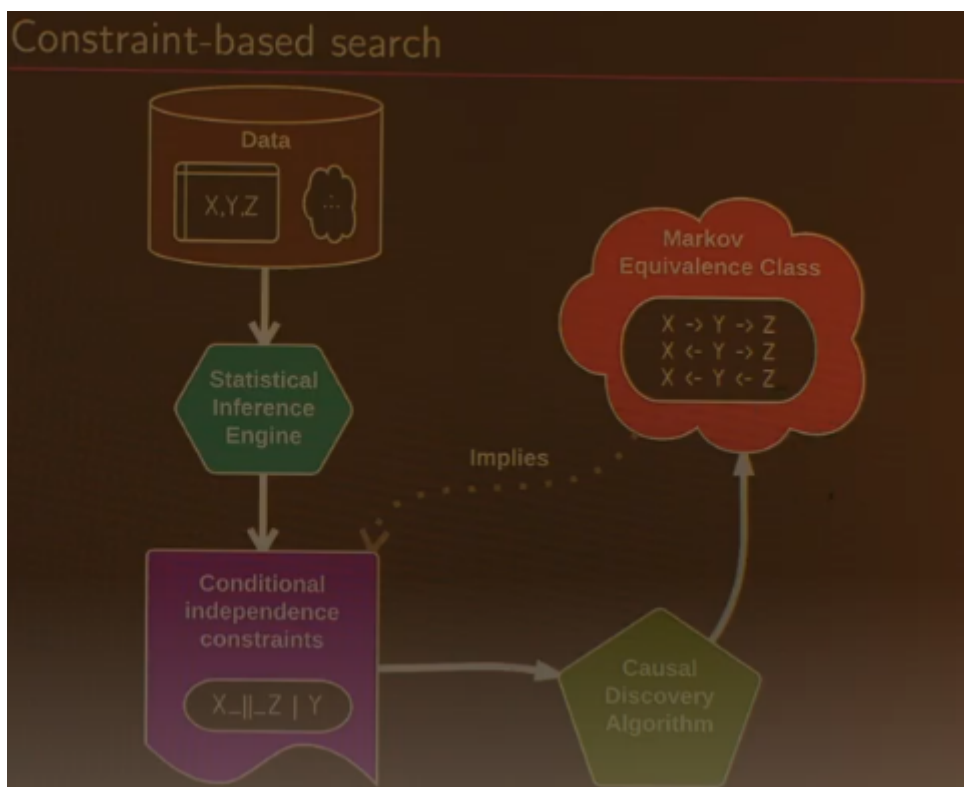 Constraint-based search
Data
X,Y,Z
Statistical
Inference
Engine
Conditional
independence
constraints
X_||_Z | Y
Implies
Markov
Equivalence Class
X -> Y -> Z
X <- Y -> Z
X <- Y <- Z
Causal
Discovery
Algorithm